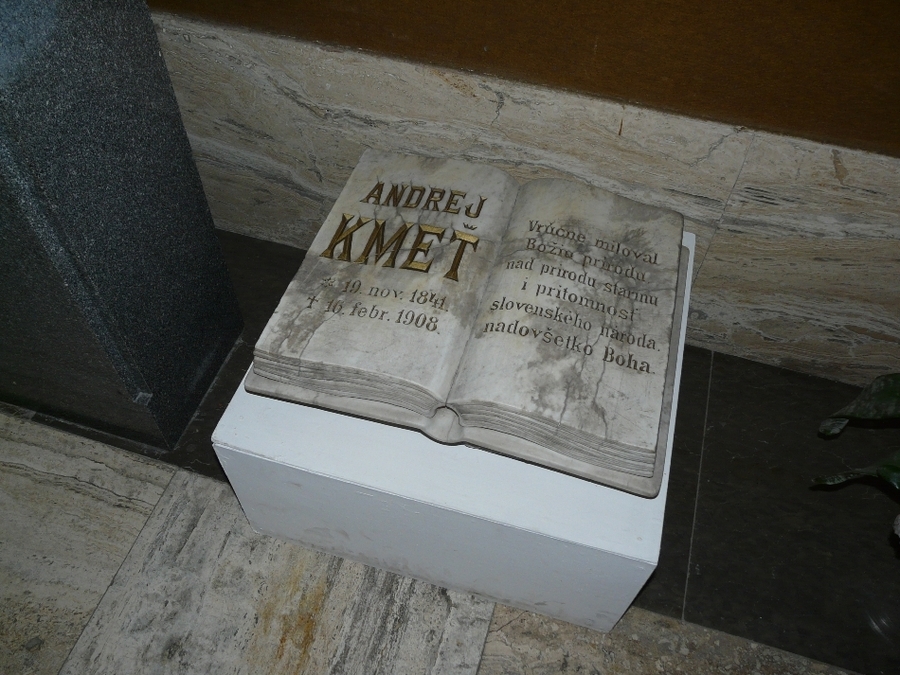 ANDREJ
KMEŤ
* 19. nov. 1841.
† 16. febr. 1908.
Vrúcne miloval
Božiu prírodu
nad prírodu starinu
i prítomnosť
slovenského národa.
nadovšetko Boha.